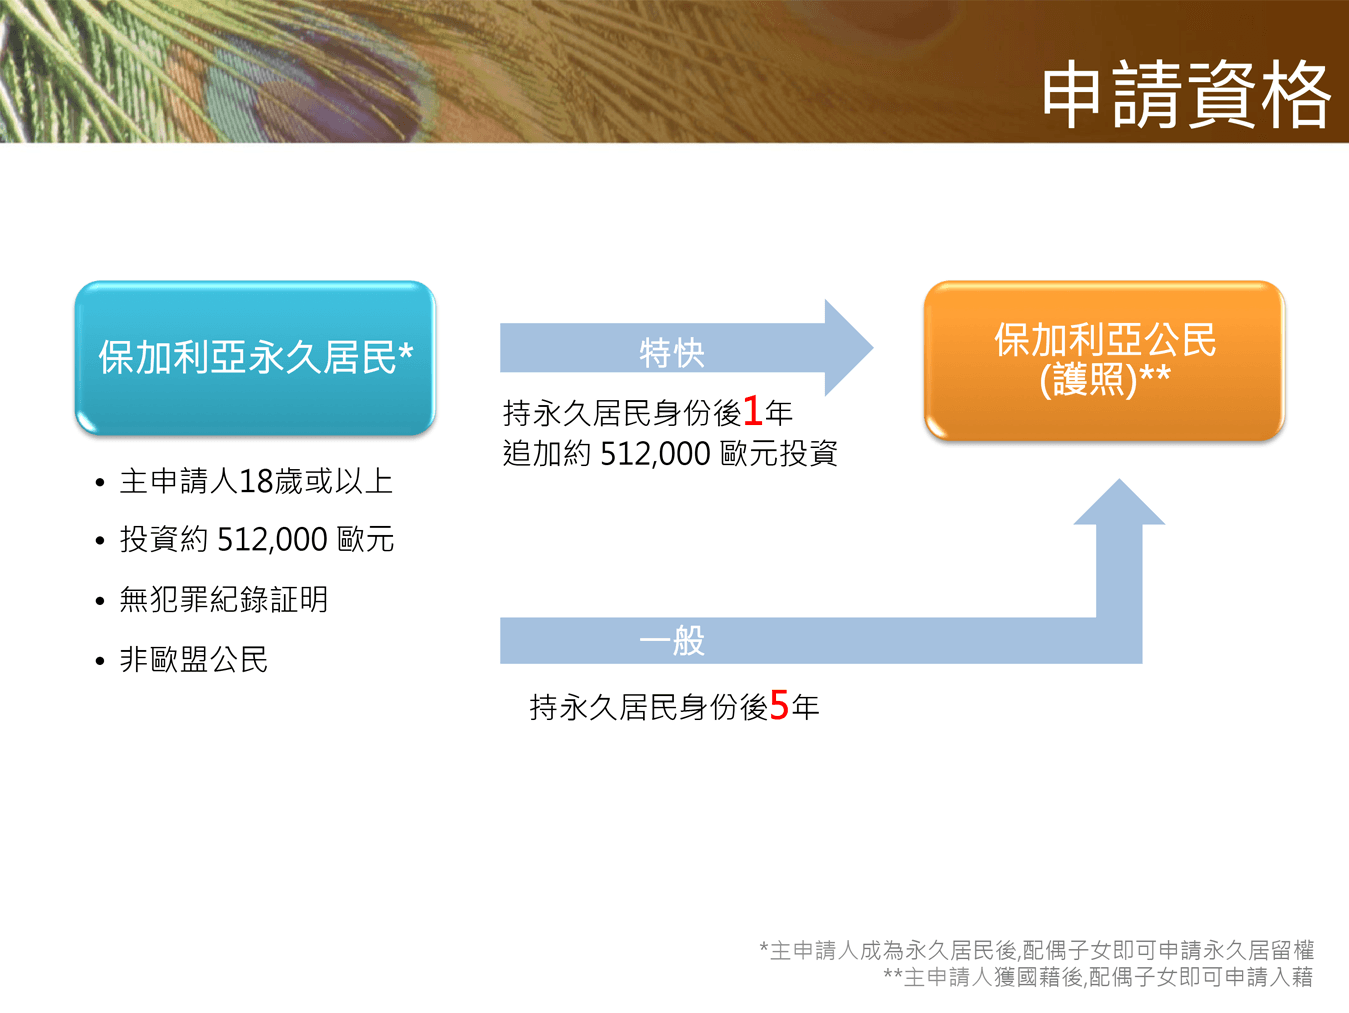 申請資格
保加利亞永久居民*
• 主申請人18歲或以上
• 投資約 512,000 歐元
• 無犯罪紀錄証明
• 非歐盟公民
特快
持永久居民身份後1年
追加約 512,000 歐元投資
一般
持永久居民身份後5年
保加利亞公民
(護照)**
*主申請人成為永久居民後,配偶子女即可申請永久居留權
**主申請人獲國藉後,配偶子女即可申請入藉